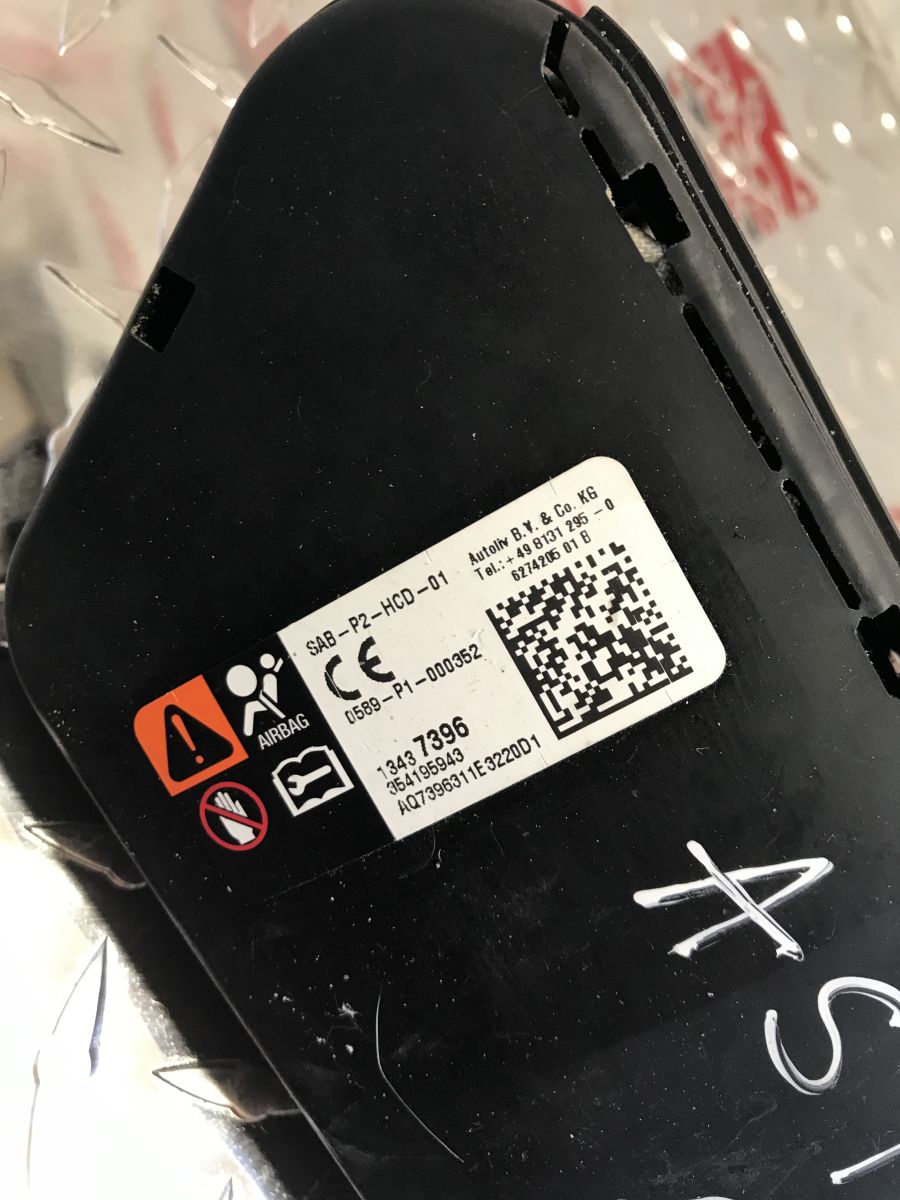 Autoliv B.V. & Co. KG
Tel.:+49 8131 295-0
6274205 01 B
SAB-P2-HCD-01
CE
0589-P1-000352
AIRBAG
1343 7396
354195943
AQ7396311E3220D1
A
S